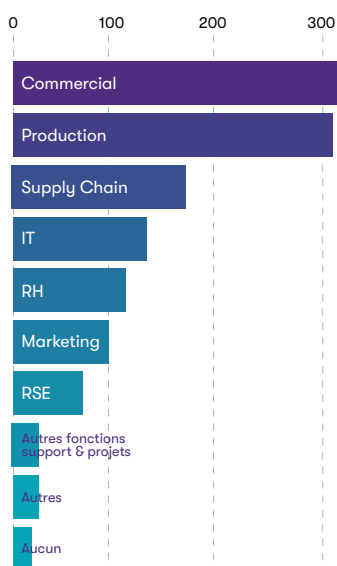 0 100 200 300
Commercial
Production
Supply Chain
IT
RH
Marketing
RSE
Autres fonctions
support & projets
Autres
Aucun